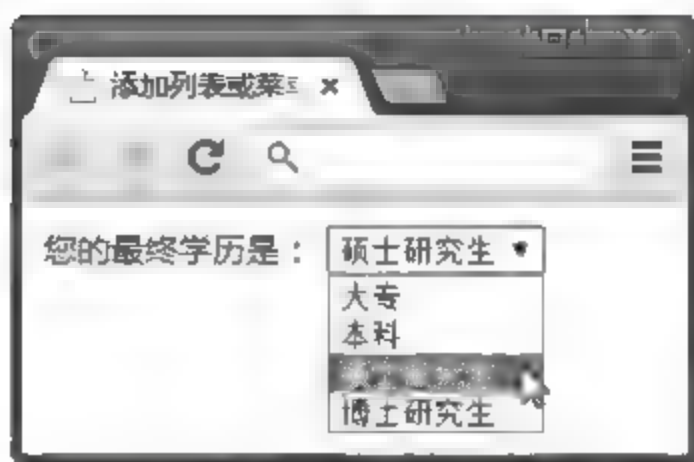 添加列表或菜
您的最终学历是： 硕士研究生
大专
本科
博士研究生